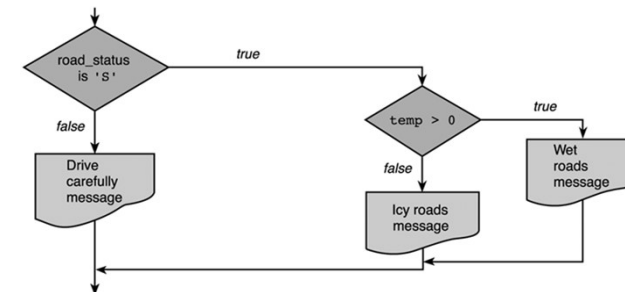 road_status
is 'S'
true
false
temp > 0
true
false
Drive
carefully
message
Wet
roads
message
Icy roads
message